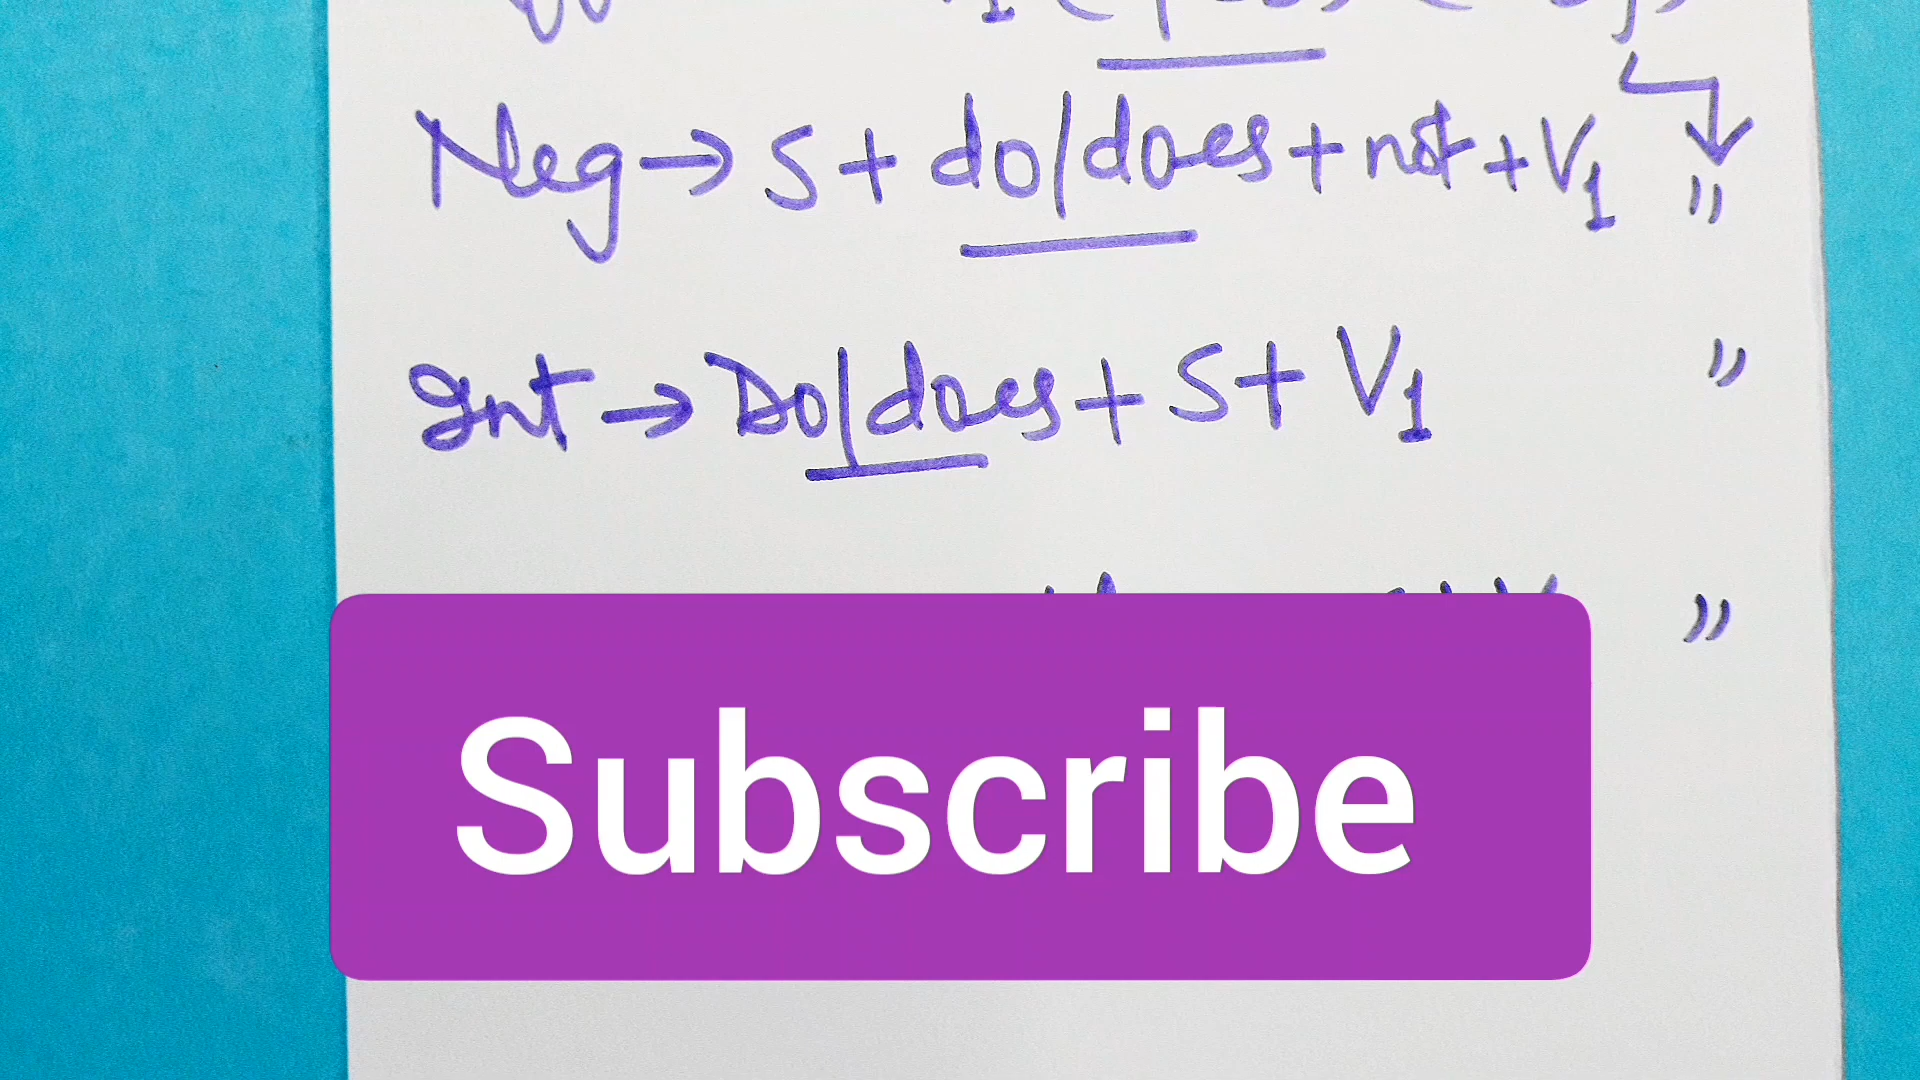 Neg → S + do/does + not + V1 "
Int → Do/does + S + V1 "
"
Subscribe